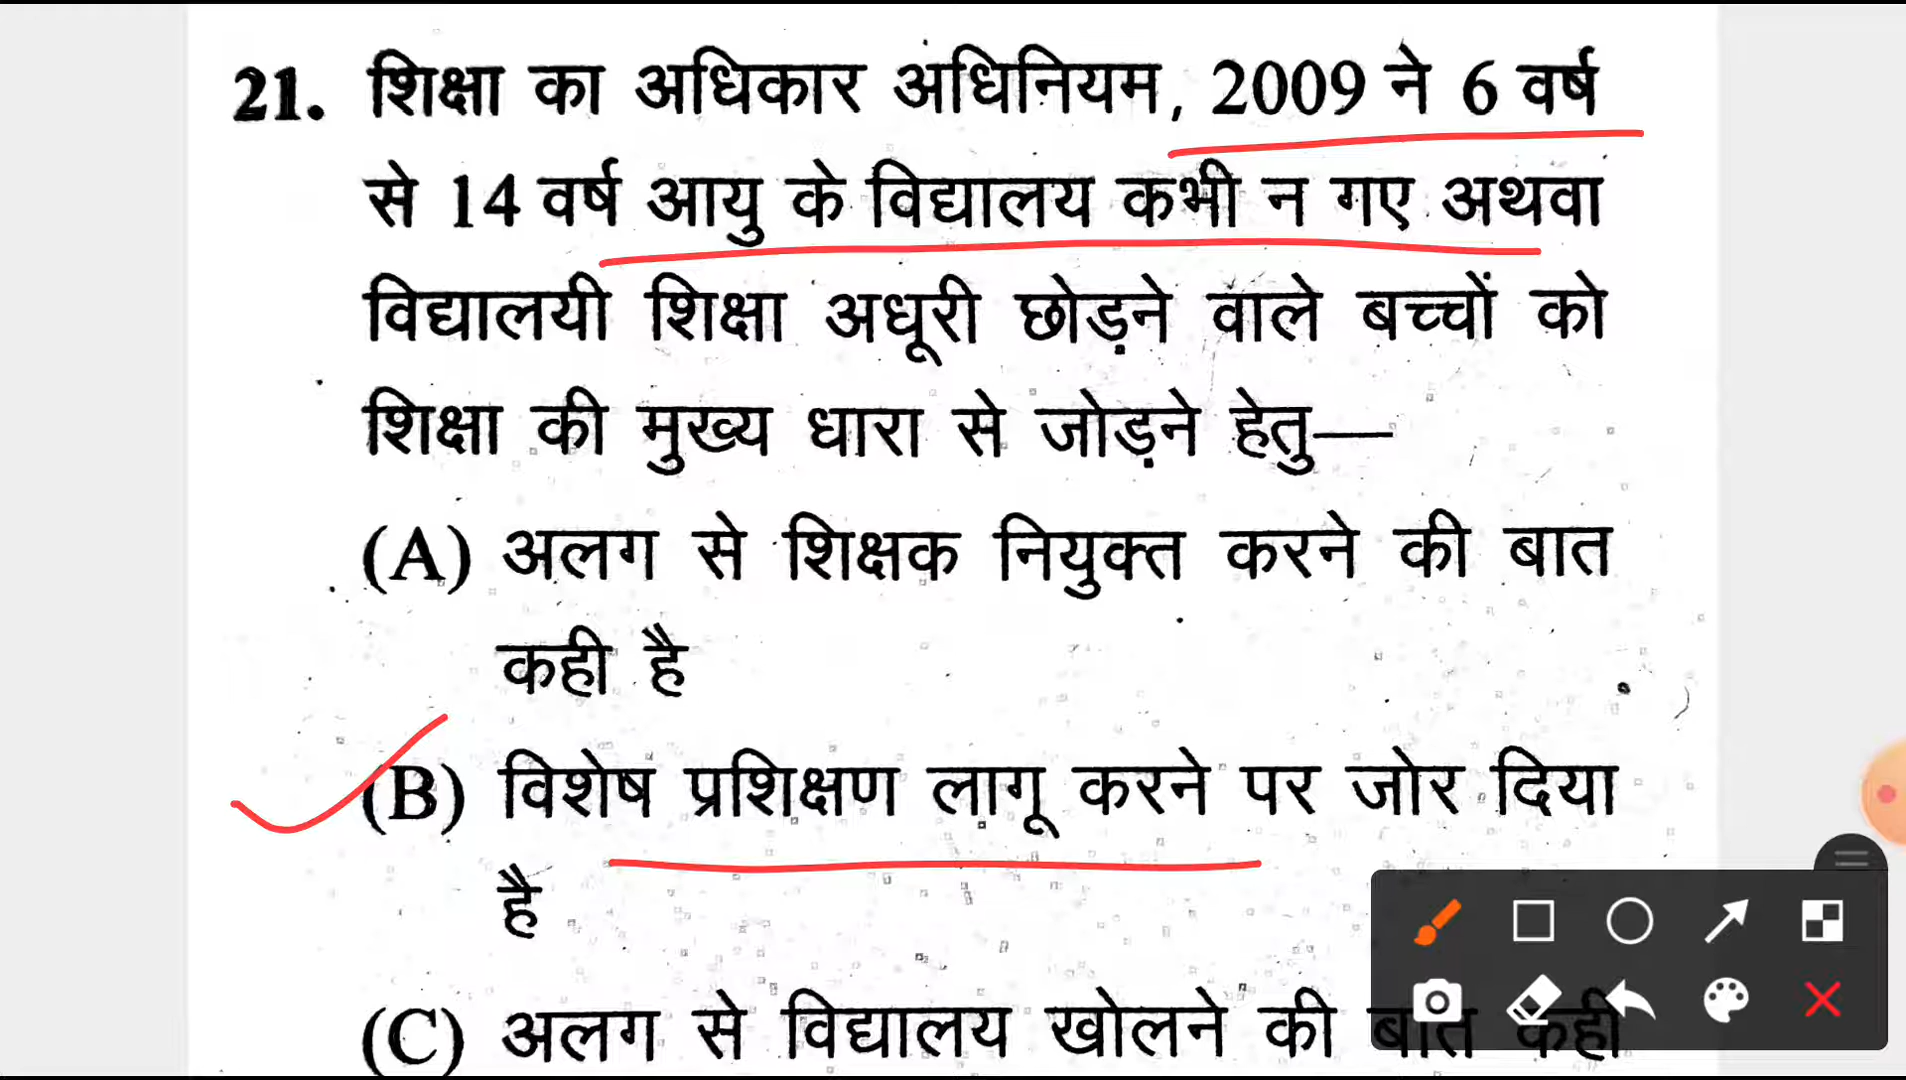 21. शिक्षा का अधिकार अधिनियम, 2009 ने 6 वर्ष
से 14 वर्ष आयु के विद्यालय कभी न गए अथवा
विद्यालयी शिक्षा अधूरी छोड़ने वाले बच्चों को
शिक्षा की मुख्य धारा से जोड़ने हेतु—
(A) अलग से शिक्षक नियुक्त करने की बात
कही है
(B) विशेष प्रशिक्षण लागू करने पर जोर दिया
है
(C) अलग से विद्यालय खोलने की बात कही